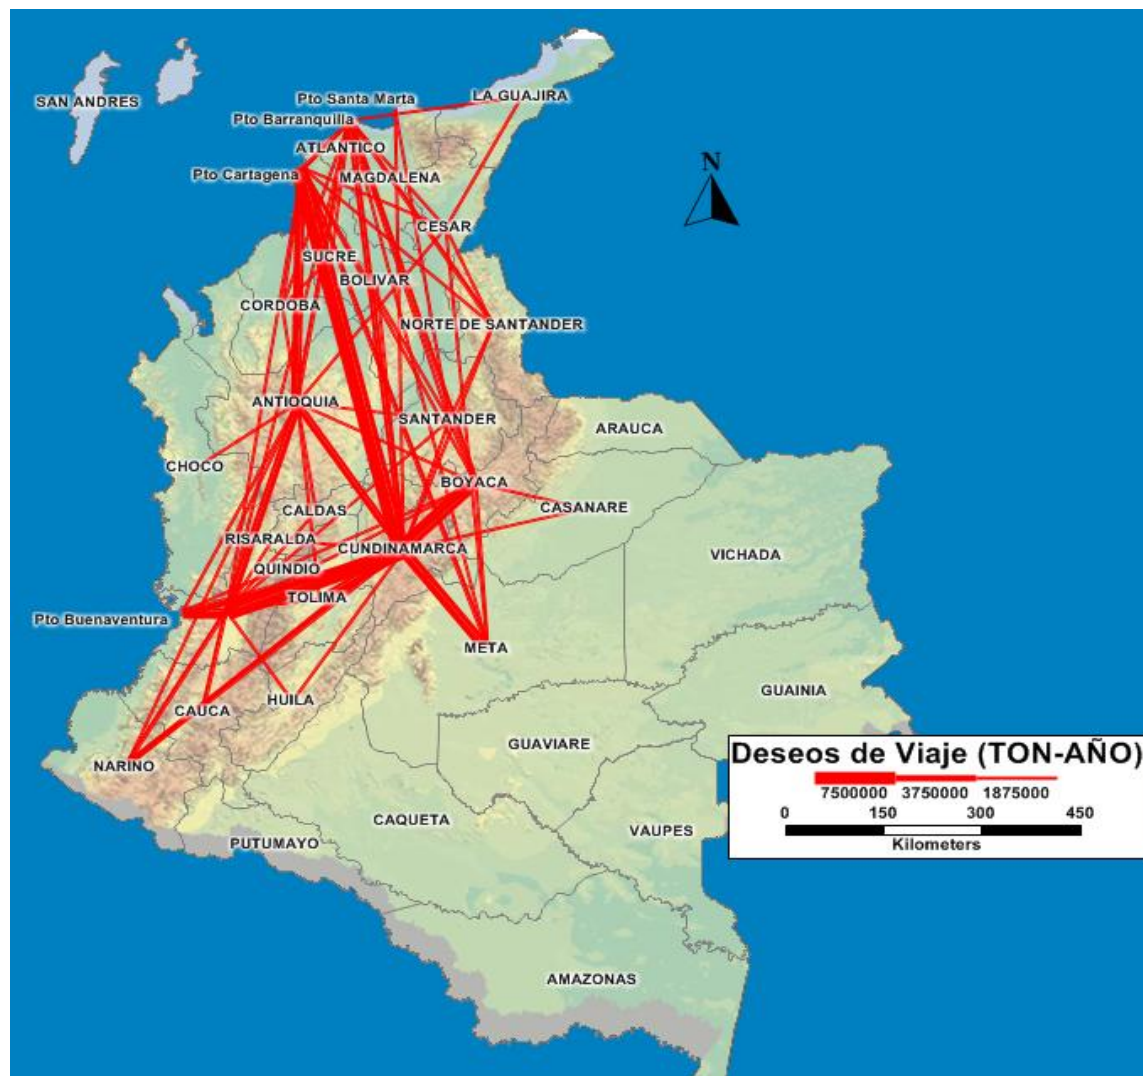 LA GUAJIRA
SAN ANDRES
Pto Santa Marta
Pto Barranquilla
ATLANTICO
N
Pto Cartagena
MAGDALENA
CESAR
SUCRE
BOLIVAR
CORDOBA
NORTE DE SANTANDER
ANTIOQUIA
SANTANDER
ARAUCA
CHOCO
BOYACA
CALDAS
CASANARE
RISARALDA
CUNDINAMARCA
VICHADA
QUINDIO
TOLIMA
Pto Buenaventura
META
GUAINIA
HUILA
CAUCA
GUAVIARE
NARINO
Deseos de Viaje (TON-AÑO)
7500000 3750000 1875000
0 150 300 450
Kilometers
CAQUETA
VAUPES
PUTUMAYO
AMAZONAS